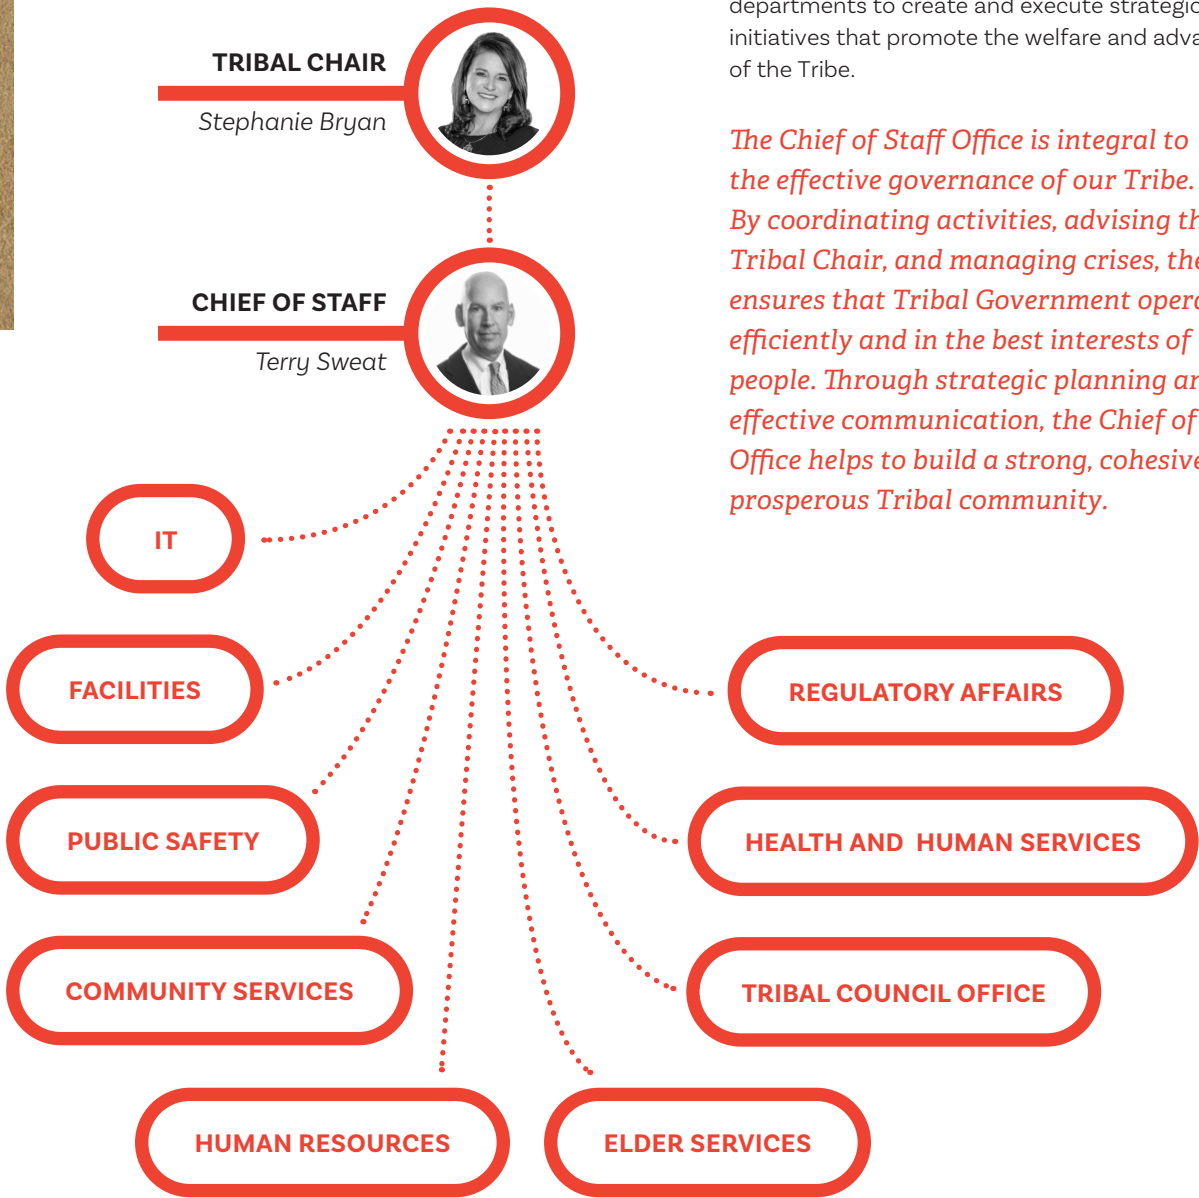 TRIBAL CHAIR
Stephanie Bryan
CHIEF OF STAFF
Terry Sweat
departments to create and execute strategic
initiatives that promote the welfare and
of the Tribe.
The Chief of Staff Office is integral to
the effective governance of our Tribe.
By coordinating activities, advising
Tribal Chair, and managing crises,
ensures that Tribal Government
efficiently and in the best interests of
people. Through strategic planning
effective communication, the Chief of
Office helps to build a strong, cohesive
prosperous Tribal community.
IT
FACILITIES
PUBLIC SAFETY
COMMUNITY SERVICES
HUMAN RESOURCES
ELDER SERVICES
REGULATORY AFFAIRS
HEALTH AND HUMAN SERVICES
TRIBAL COUNCIL OFFICE